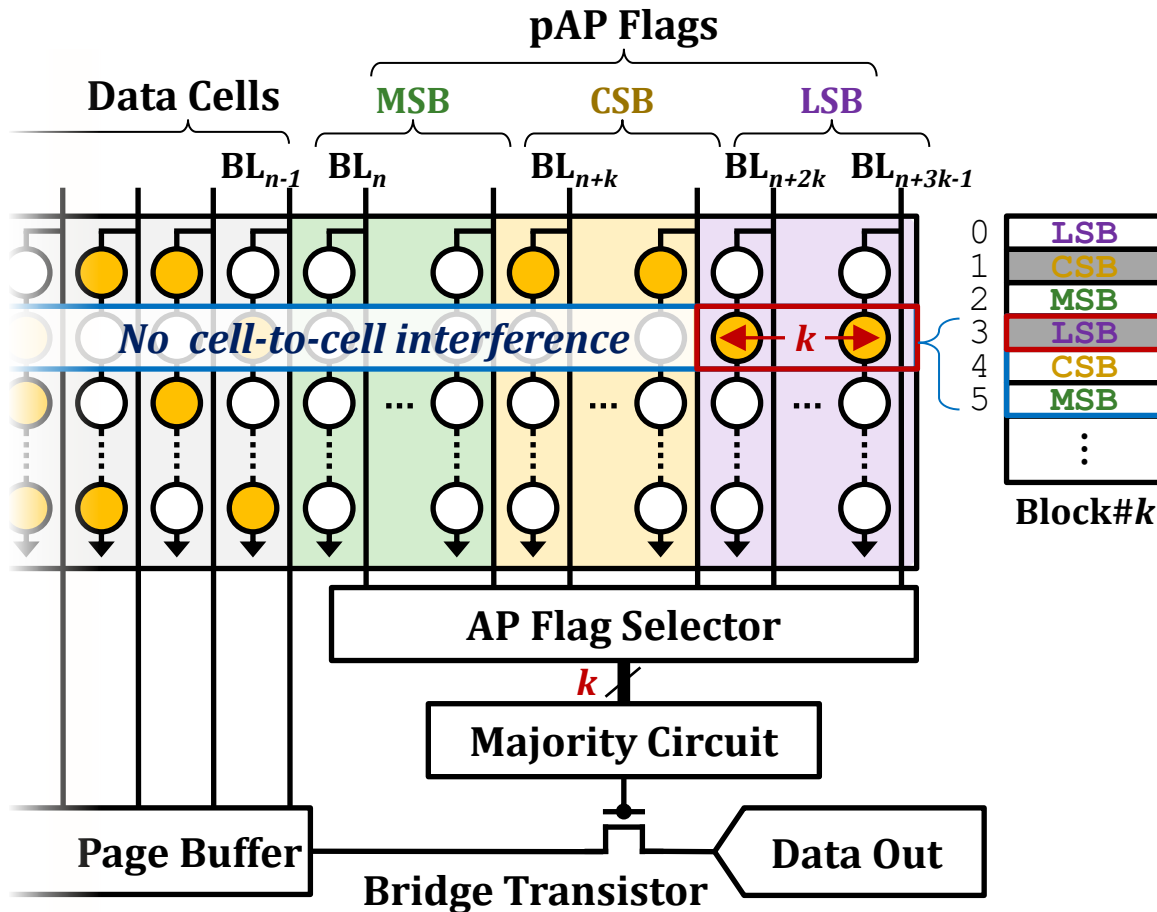 pAP Flags
Data Cells
MSB
CSB
LSB
BLn-1
BLn
BLn+k
BLn+2k
BLn+3k-1
No cell-to-cell interference
k
...
...
...
0 LSB
1 CSB
2 MSB
3 LSB
4 CSB
5 MSB
⋮
Block#k
AP Flag Selector
k
Majority Circuit
Page Buffer
Bridge Transistor
Data Out